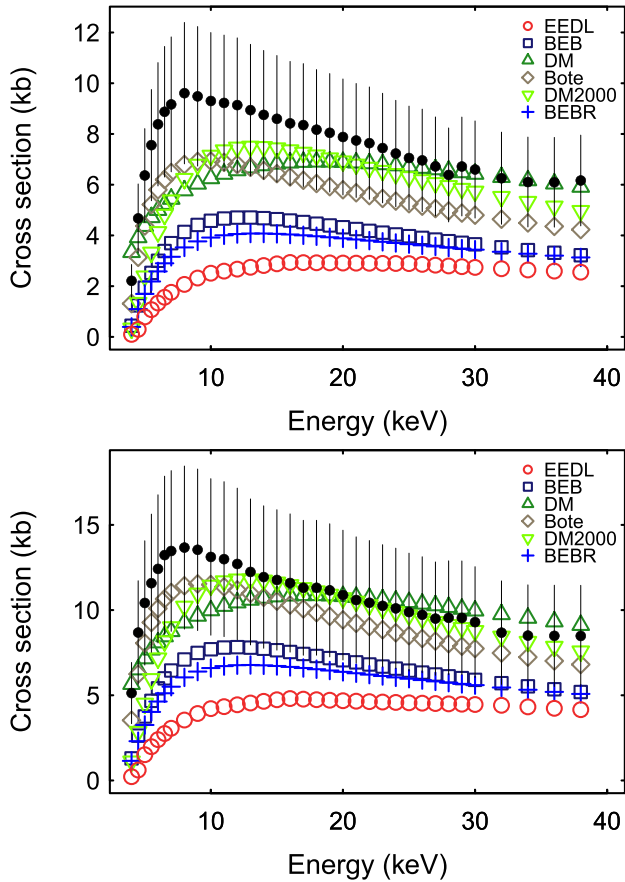 Cross section (kb)
12
10
8
6
4
2
0
EEDL
BEB
DM
Bote
DM2000
BEBR
10
20
30
40
Energy (keV)
Cross section (kb)
15
10
5
0
EEDL
BEB
DM
Bote
DM2000
BEBR
10
20
30
40
Energy (keV)